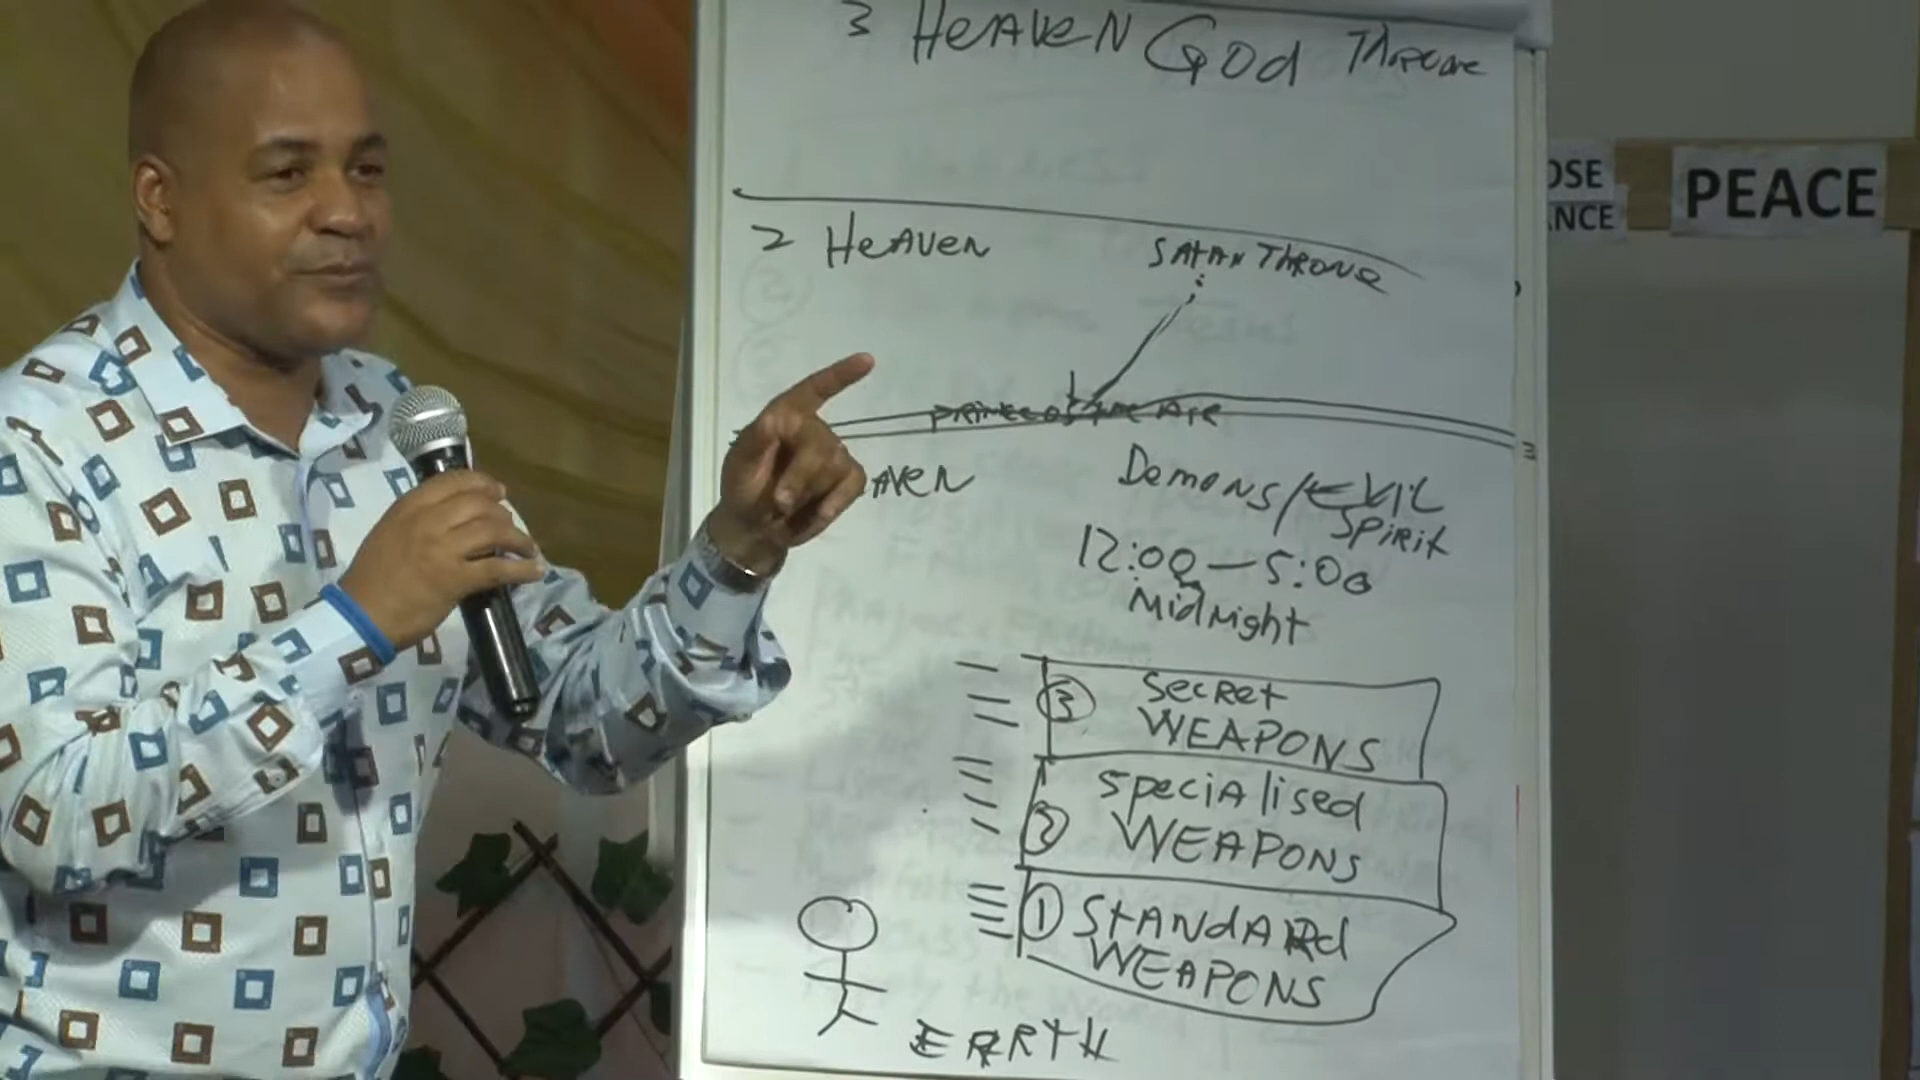 3 HEAVEN God Throne
2 HEAVEN
SATAN THRONE
PRINCE OF THE AIR
AVEN
DEMONS/EVIL
SPIRIT
12:00 — 5:00
MidNight
3 SecRet
WEAPONS
2 SpeciAlised
WEAPONS
1 STANdARd
WEAPONS
EARTH
OSE
ANCE
PEACE